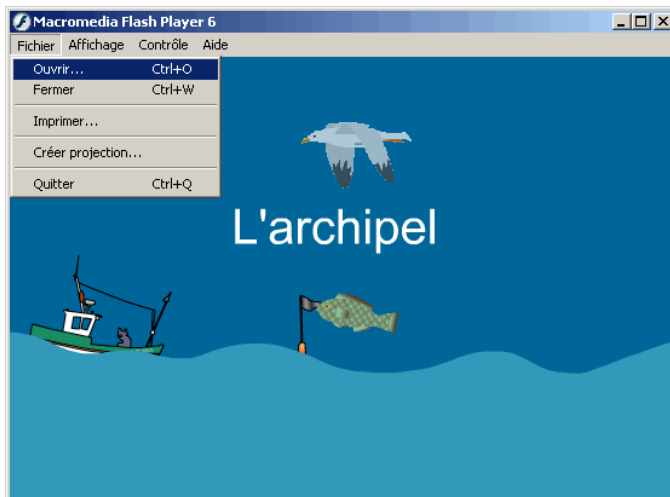 Macromedia Flash Player 6
Fichier Affichage Contrôle Aide
Ouvrir... Ctrl+O
Fermer Ctrl+W
Imprimer...
Créer projection...
Quitter Ctrl+Q
L'archipel